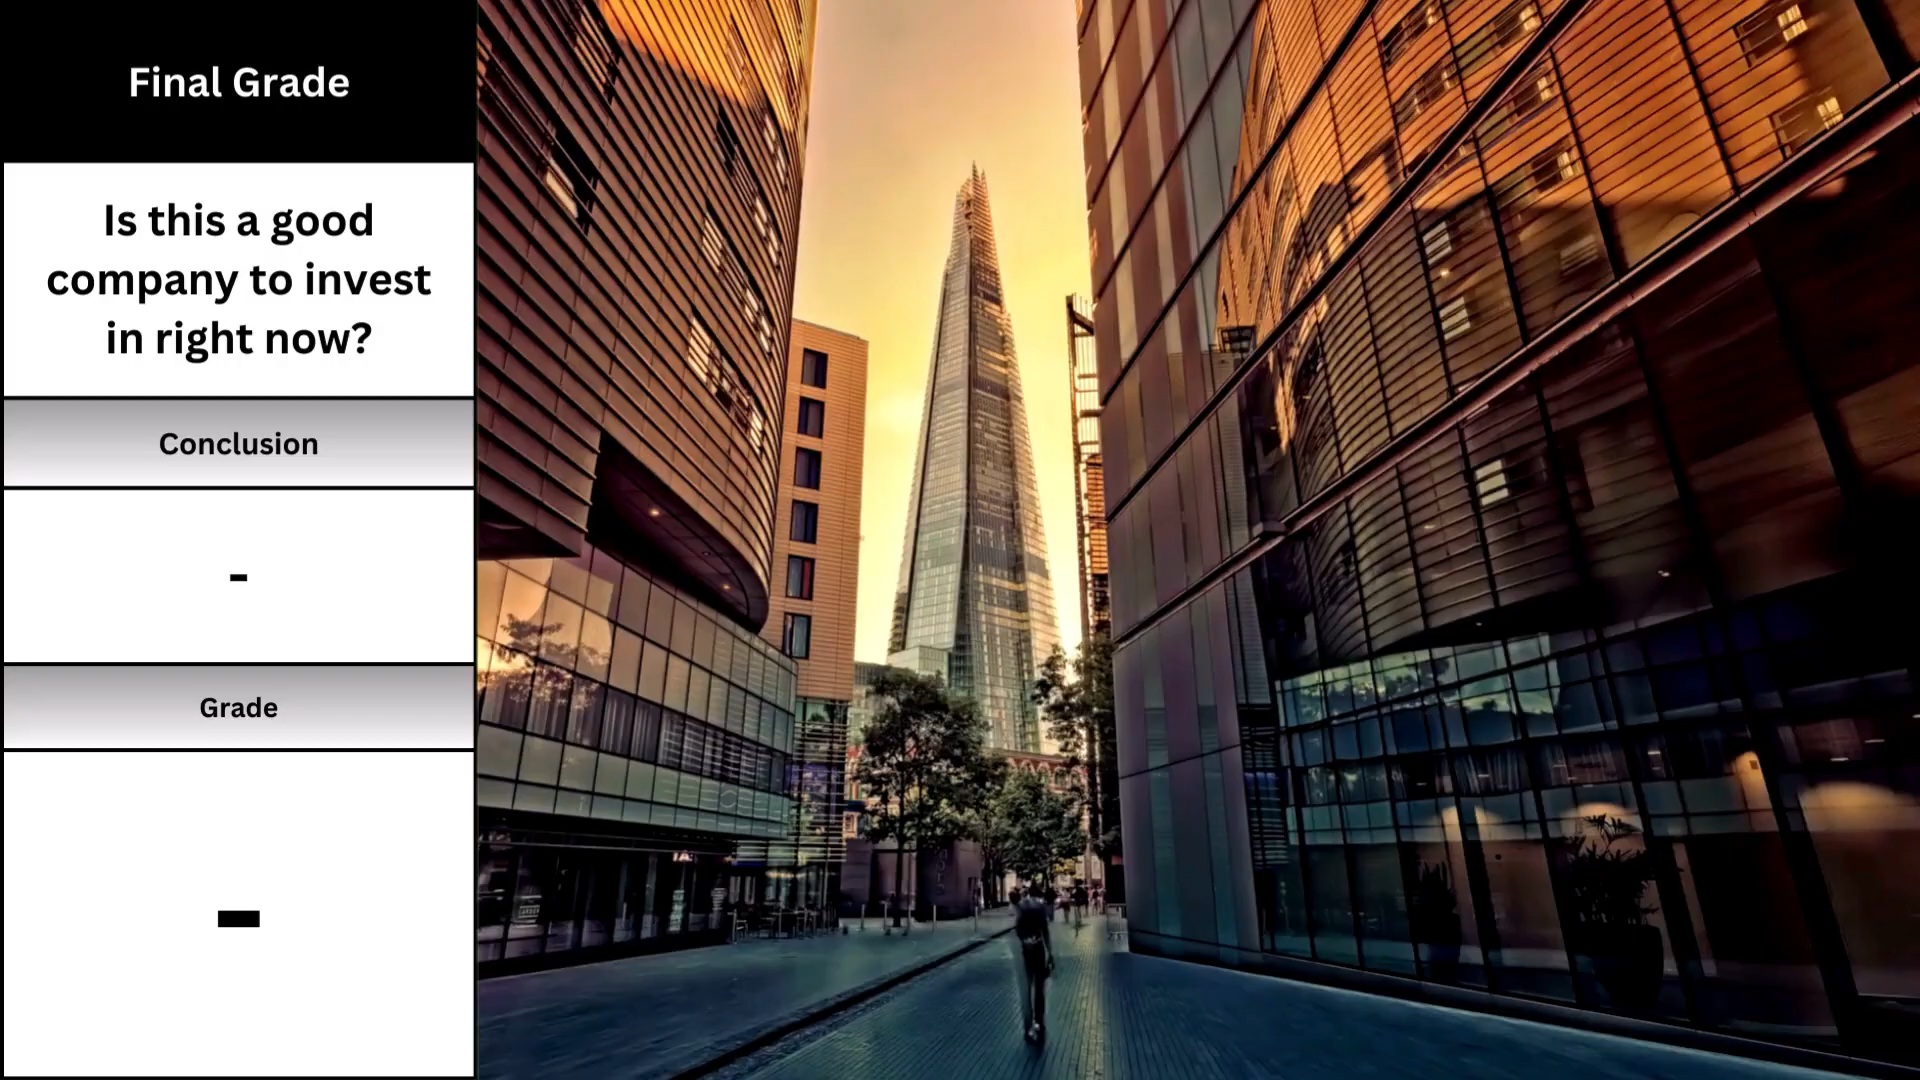 Final Grade
Is this a good
company to invest
in right now?
Conclusion
-
Grade
-